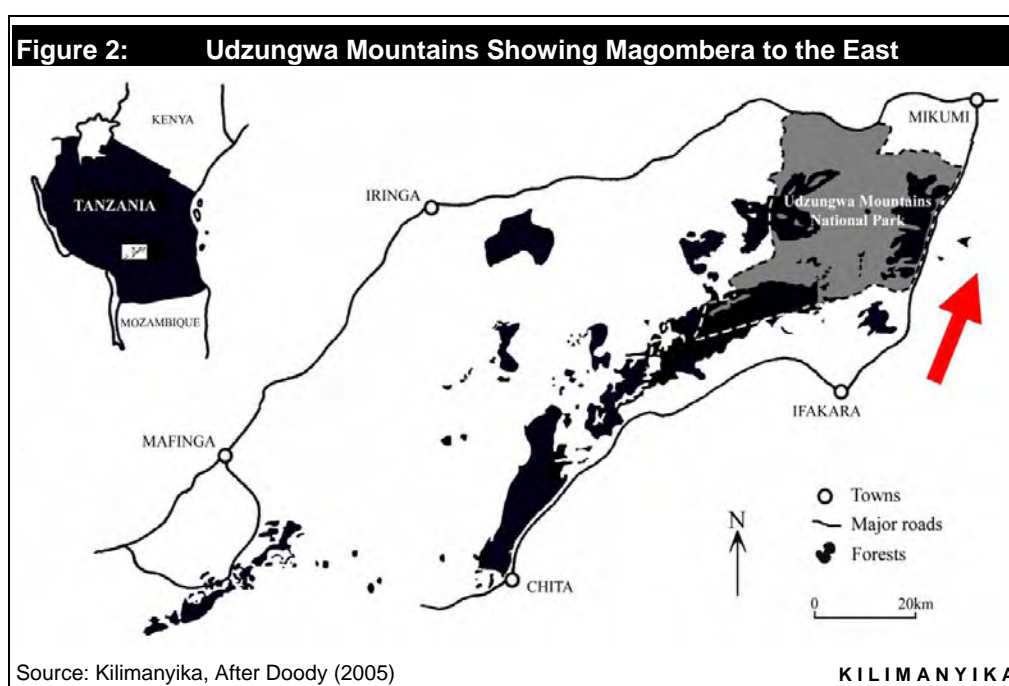 Figure 2: Udzungwa Mountains Showing Magombera to the East
KENYA
TANZANIA
MOZAMBIQUE
MIKUMI
IRINGA
Udzungwa Mountains
National Park
IFAKARA
MAFINGA
CHITA
N
Towns
Major roads
Forests
0 20km
Source: Kilimanyika, After Doody (2005)
KILIMANYIKA